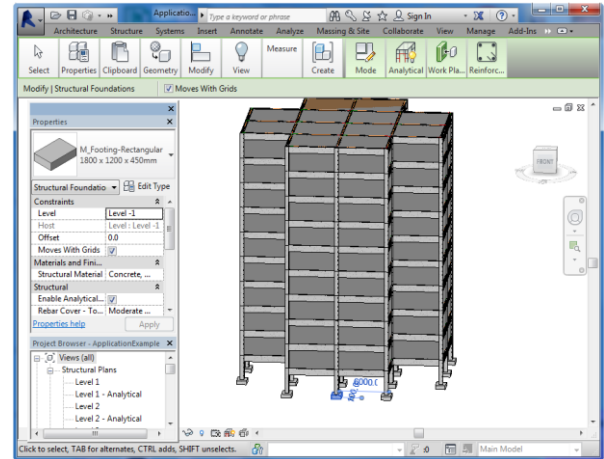 Applicatio...
Type a keyword or phrase
Sign In
Architecture Structure Systems Insert Annotate Analyze Massing & Site Collaborate View Manage Add-Ins
Select Properties Clipboard Geometry Modify View Measure Create Mode Analytical Work Pla... Reinforc...
Modify | Structural Foundations Moves With Grids
Properties
M_Footing-Rectangular
1800 x 1200 x 450mm
Structural Foundatio Edit Type
Constraints
Level Level -1
Host Level : Level -1
Offset 0.0
Moves With Grids
Materials and Fini...
Structural Material Concrete, ...
Structural
Enable Analytical...
Rebar Cover - To... Moderate ...
Properties help Apply
Project Browser - ApplicationExample
Views (all)
Structural Plans
Level 1
Level 1 - Analytical
Level 2
Level 2 - Analytical
FRONT
Click to select, TAB for alternates, CTRL adds, SHIFT unselects.
:0
Main Model